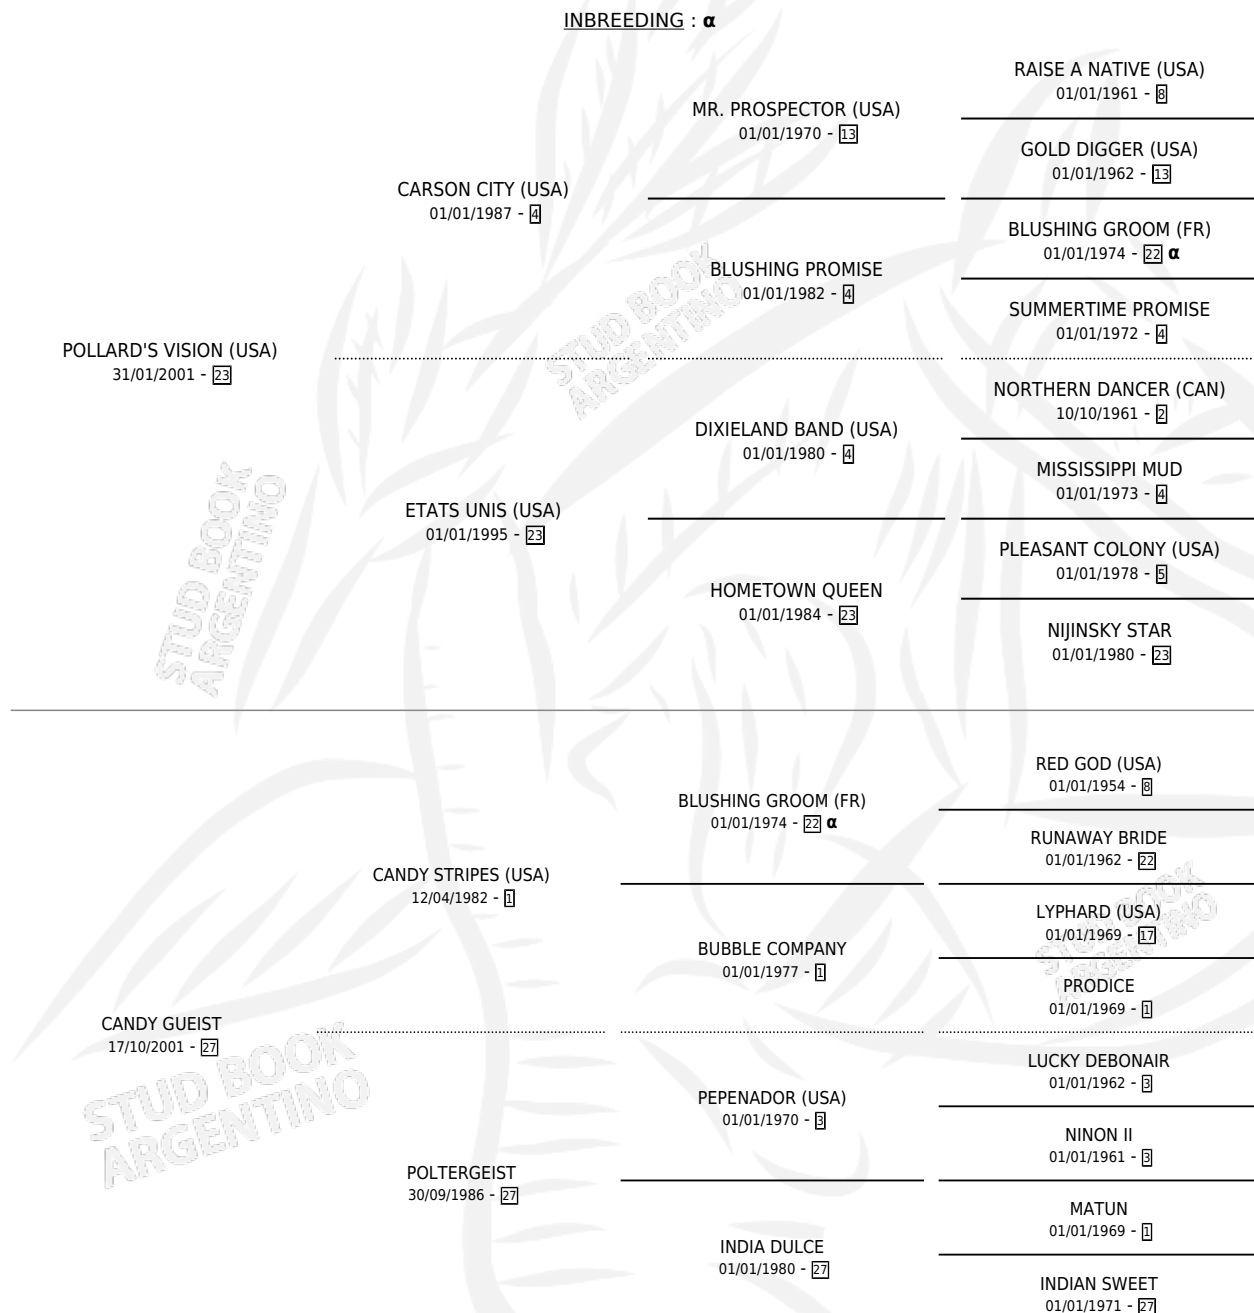 INBREEDING : α
RAISE A NATIVE (USA)
01/01/1961 - 8
MR. PROSPECTOR (USA)
01/01/1970 - 13
GOLD DIGGER (USA)
01/01/1962 - 13
CARSON CITY (USA)
01/01/1987 - 4
BLUSHING GROOM (FR)
01/01/1974 - 22 α
BLUSHING PROMISE
01/01/1982 - 4
SUMMERTIME PROMISE
01/01/1972 - 4
POLLARD'S VISION (USA)
31/01/2001 - 23
NORTHERN DANCER (CAN)
10/10/1961 - 2
DIXIELAND BAND (USA)
01/01/1980 - 4
MISSISSIPPI MUD
01/01/1973 - 4
ETATS UNIS (USA)
01/01/1995 - 23
PLEASANT COLONY (USA)
01/01/1978 - 5
HOMETOWN QUEEN
01/01/1984 - 23
NIJINSKY STAR
01/01/1980 - 23
RED GOD (USA)
01/01/1954 - 8
BLUSHING GROOM (FR)
01/01/1974 - 22 α
RUNAWAY BRIDE
01/01/1962 - 22
CANDY STRIPES (USA)
12/04/1982 - 1
LYPHARD (USA)
01/01/1969 - 17
BUBBLE COMPANY
01/01/1977 - 1
PRODICE
01/01/1969 - 1
CANDY GUEIST
17/10/2001 - 27
LUCKY DEBONAIR
01/01/1962 - 3
PEPENADOR (USA)
01/01/1970 - 3
NINON II
01/01/1961 - 3
POLTERGEIST
30/09/1986 - 27
MATUN
01/01/1969 - 1
INDIA DULCE
01/01/1980 - 27
INDIAN SWEET
01/01/1971 - 27
STUD BOOK
ARGENTINO
STUD BOOK
ARGENTINO
STUD BOOK
ARGENTINO
STUD BOOK
ARGENTINO